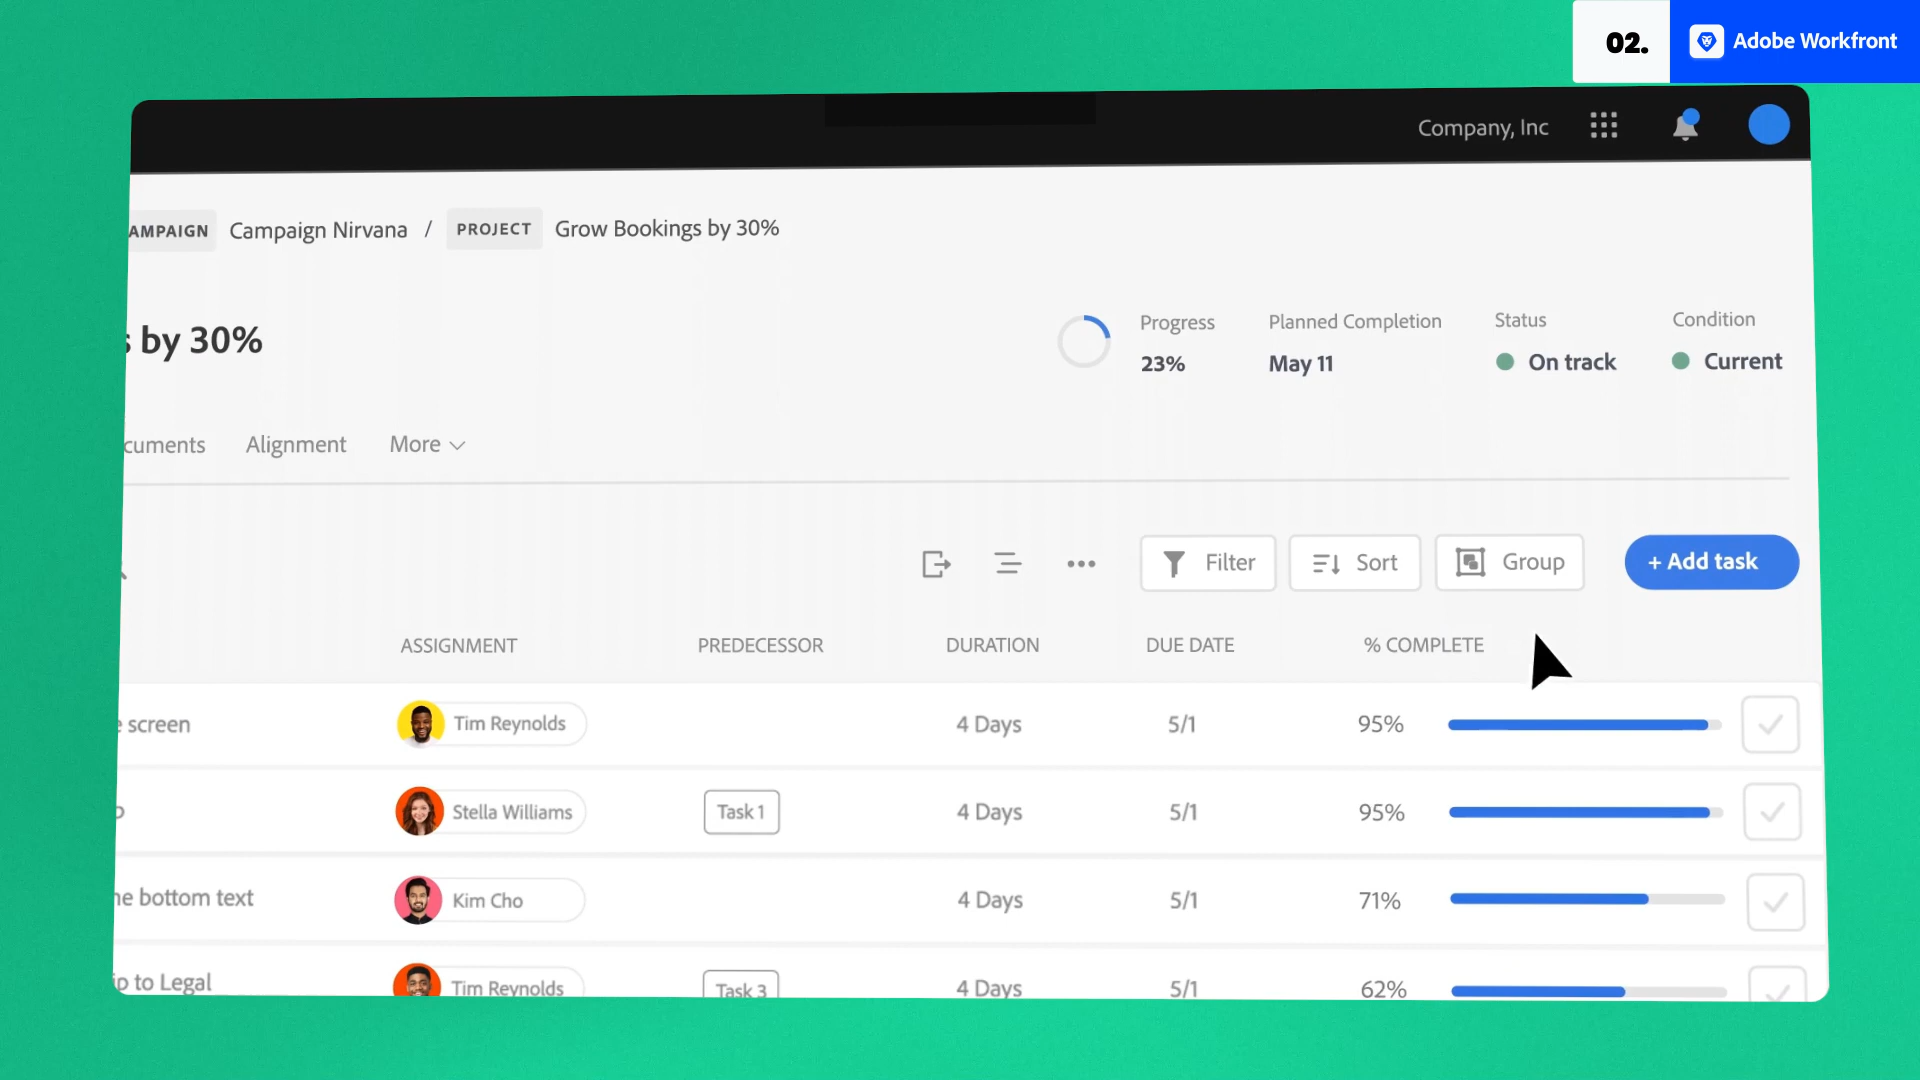 02.
Adobe Workfront
Company, Inc
AMPAIGN Campaign Nirvana / PROJECT Grow Bookings by 30%
s by 30%
Progress
23%
Planned Completion
May 11
Status
On track
Condition
Current
cuments Alignment More
Filter Sort Group + Add task
ASSIGNMENT PREDECESSOR DURATION DUE DATE % COMPLETE
e screen Tim Reynolds 4 Days 5/1 95%
Stella Williams Task 1 4 Days 5/1 95%
he bottom text Kim Cho 4 Days 5/1 71%
ip to Legal Tim Reynolds Task 3 4 Days 5/1 62%